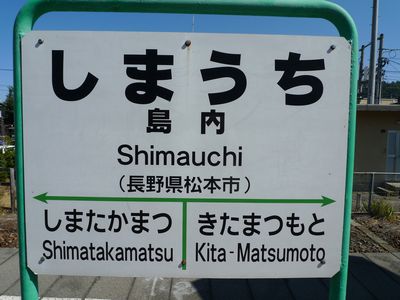 しまうち
島内
Shimauchi
(長野県松本市)
しまたかまつ きたまつもと
Shimatakamatsu Kita-Matsumoto